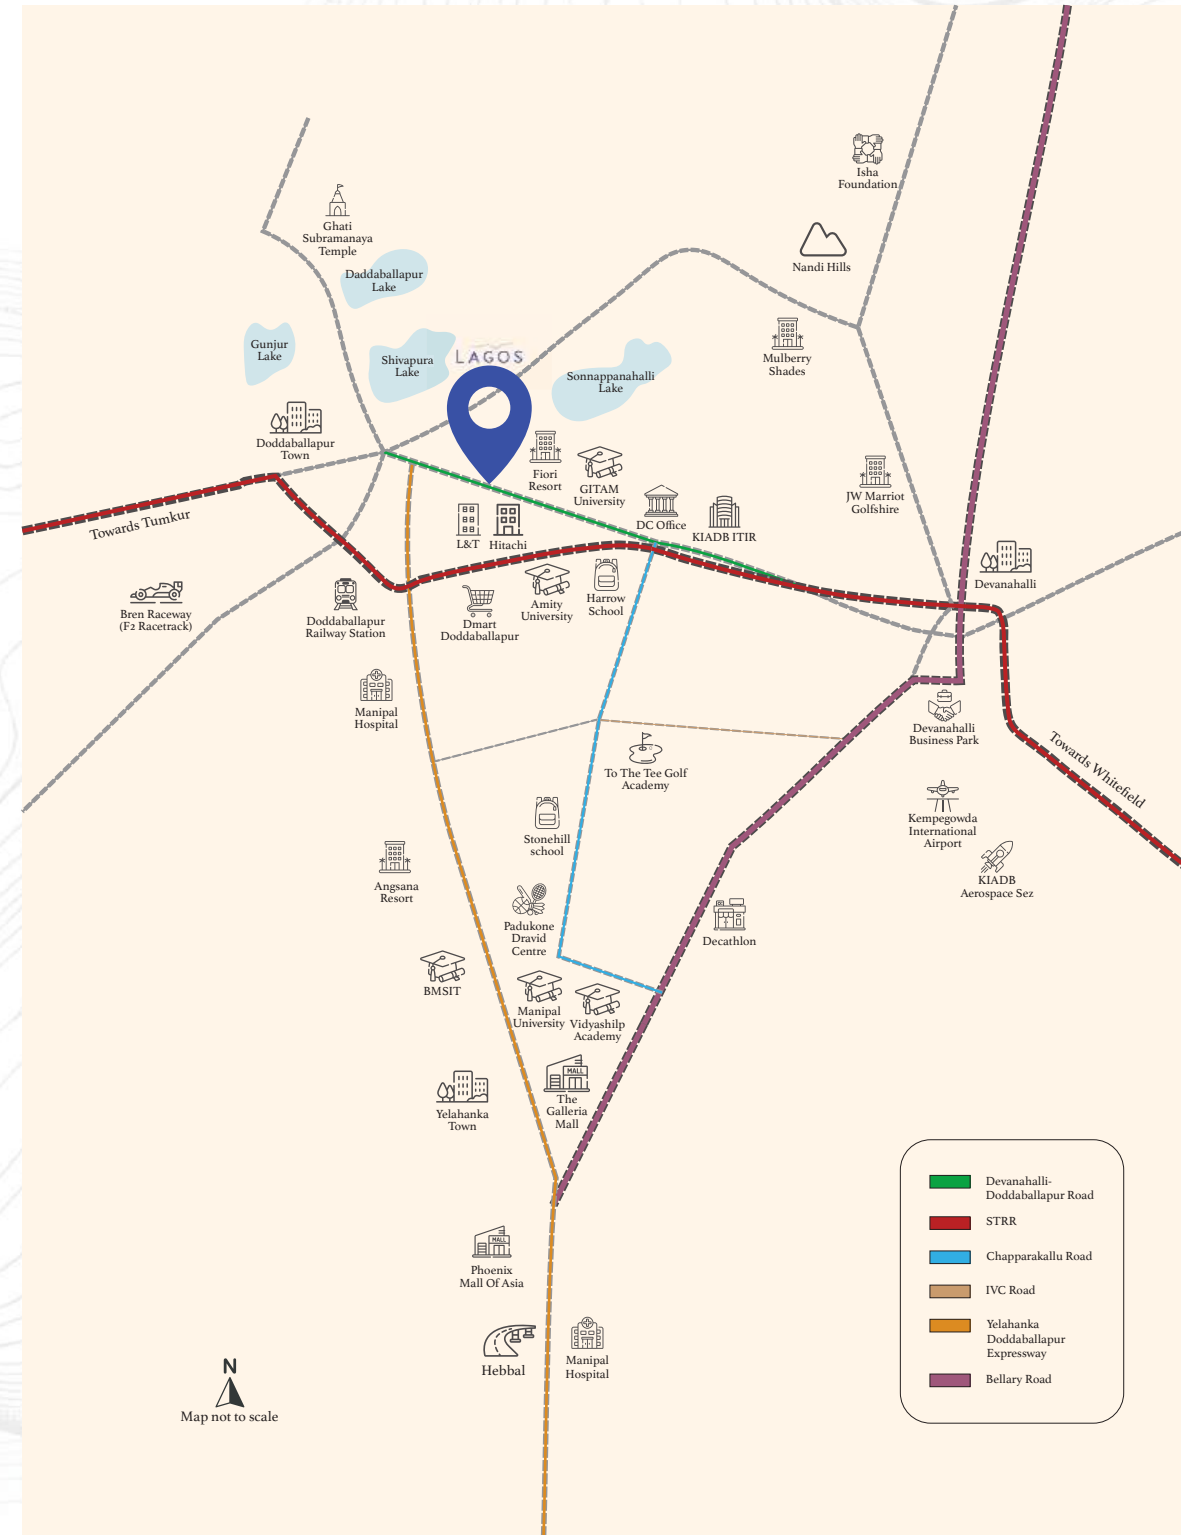 Isha
Foundation
Ghati
Subramanaya
Temple
Nandi Hills
Daddaballapur
Lake
Gunjur
Lake
Shivapura
Lake
LAGOS
Sonnappanahalli
Lake
Mulberry
Shades
Doddaballapur
Town
Fiori
Resort
GITAM
University
JW Marriot
Golfshire
Towards Tumkur
L&T
Hitachi
DC Office
KIADB ITIR
Devanahalli
Bren Raceway
(F2 Racetrack)
Doddaballapur
Railway Station
Dmart
Doddaballapur
Amity
University
Harrow
School
Manipal
Hospital
Devanahalli
Business Park
Towards Whitefield
To The Tee Golf
Academy
Kempegowda
International
Airport
Stonehill
school
KIADB
Aerospace Sez
Angsana
Resort
Padukone
Dravid
Centre
Decathlon
BMSIT
Manipal
University
Vidyashilp
Academy
MALL
The
Galleria
Mall
Yelahanka
Town
MALL
Phoenix
Mall Of Asia
Hebbal
Manipal
Hospital
N
Map not to scale
Devanahalli-
Doddaballapur Road
STRR
Chapparakallu Road
IVC Road
Yelahanka
Doddaballapur
Expressway
Bellary Road